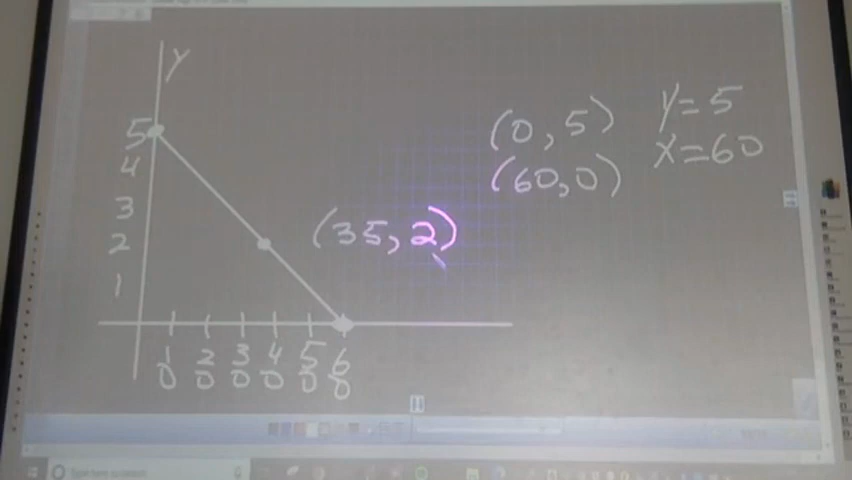 Y
5
4
3
2
1
10 20 30 40 50 60
(35, 2)
(0, 5)
(60, 0)
Y = 5
X = 60